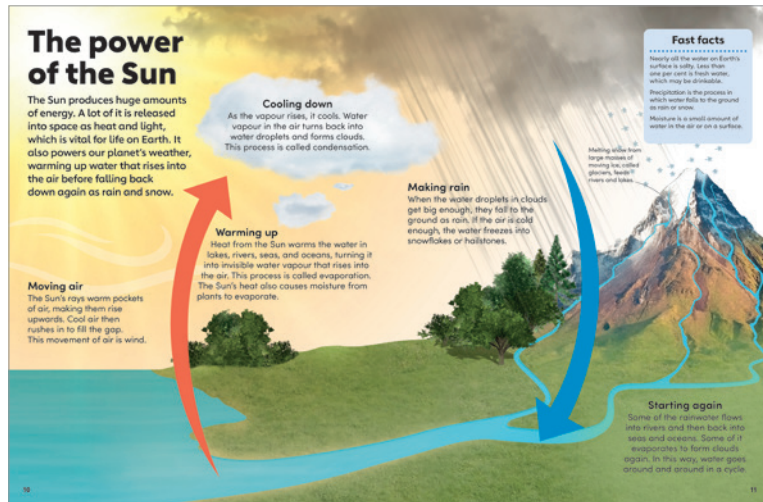 The power
of the Sun
The Sun produces huge amounts
of energy. A lot of it is released
into space as heat and light,
which is vital for life on Earth. It
also powers our planet's weather,
warming up water that rises into
the air before falling back
down again as rain and snow.
Cooling down
As the vapour rises, it cools. Water
vapour in the air turns back into
water droplets and forms clouds.
This process is called condensation.
Warming up
Heat from the Sun warms the water in
lakes, rivers, seas, and oceans, turning it
into invisible water vapour that rises into
the air. This process is called evaporation.
The Sun's heat also causes moisture from
plants to evaporate.
Moving air
The Sun's rays warm pockets
of air, making them rise
upwards. Cool air then
rushes in to fill the gap.
This movement of air is wind.
Making rain
When the water droplets in clouds
get big enough, they fall to the
ground as rain. If the air is cold
enough, the water freezes into
snowflakes or hailstones.
Fast facts
Nearly all the water on Earth's
surface is salty. Less than
one per cent is fresh water,
which may be drinkable.
Precipitation is the process in
which water falls to the ground
as rain or snow.
Moisture is a small amount of
water in the air or on a surface.
Melting snow from
large masses of
moving ice, called
glaciers, feeds
rivers and lakes.
Starting again
Some of the rainwater flows
into rivers and then back into
seas and oceans. Some of it
evaporates to form clouds
again. In this way, water goes
around and around in a cycle.
10
11